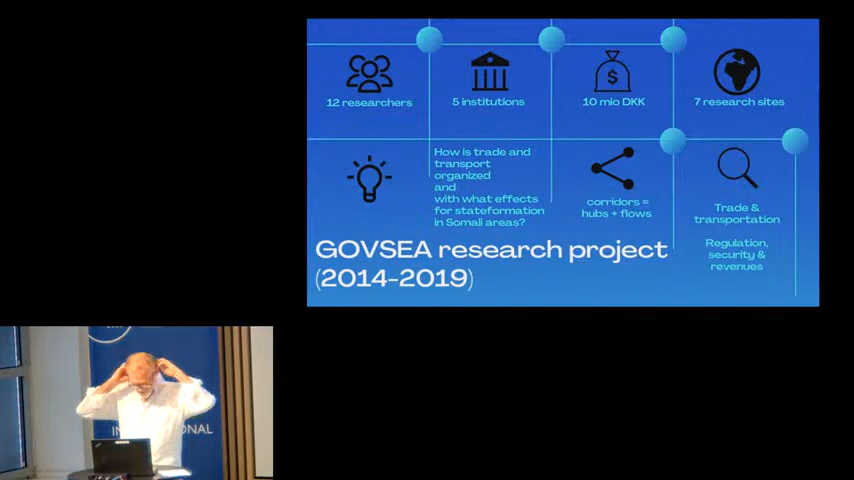 12 researchers
5 institutions
$
10 mio DKK
7 research sites
How is trade and
transport
organized
and
with what effects
for stateformation
in Somali areas?
corridors =
hubs + flows
Trade &
transportation
Regulation,
security &
revenues
GOVSEA research project
(2014-2019)